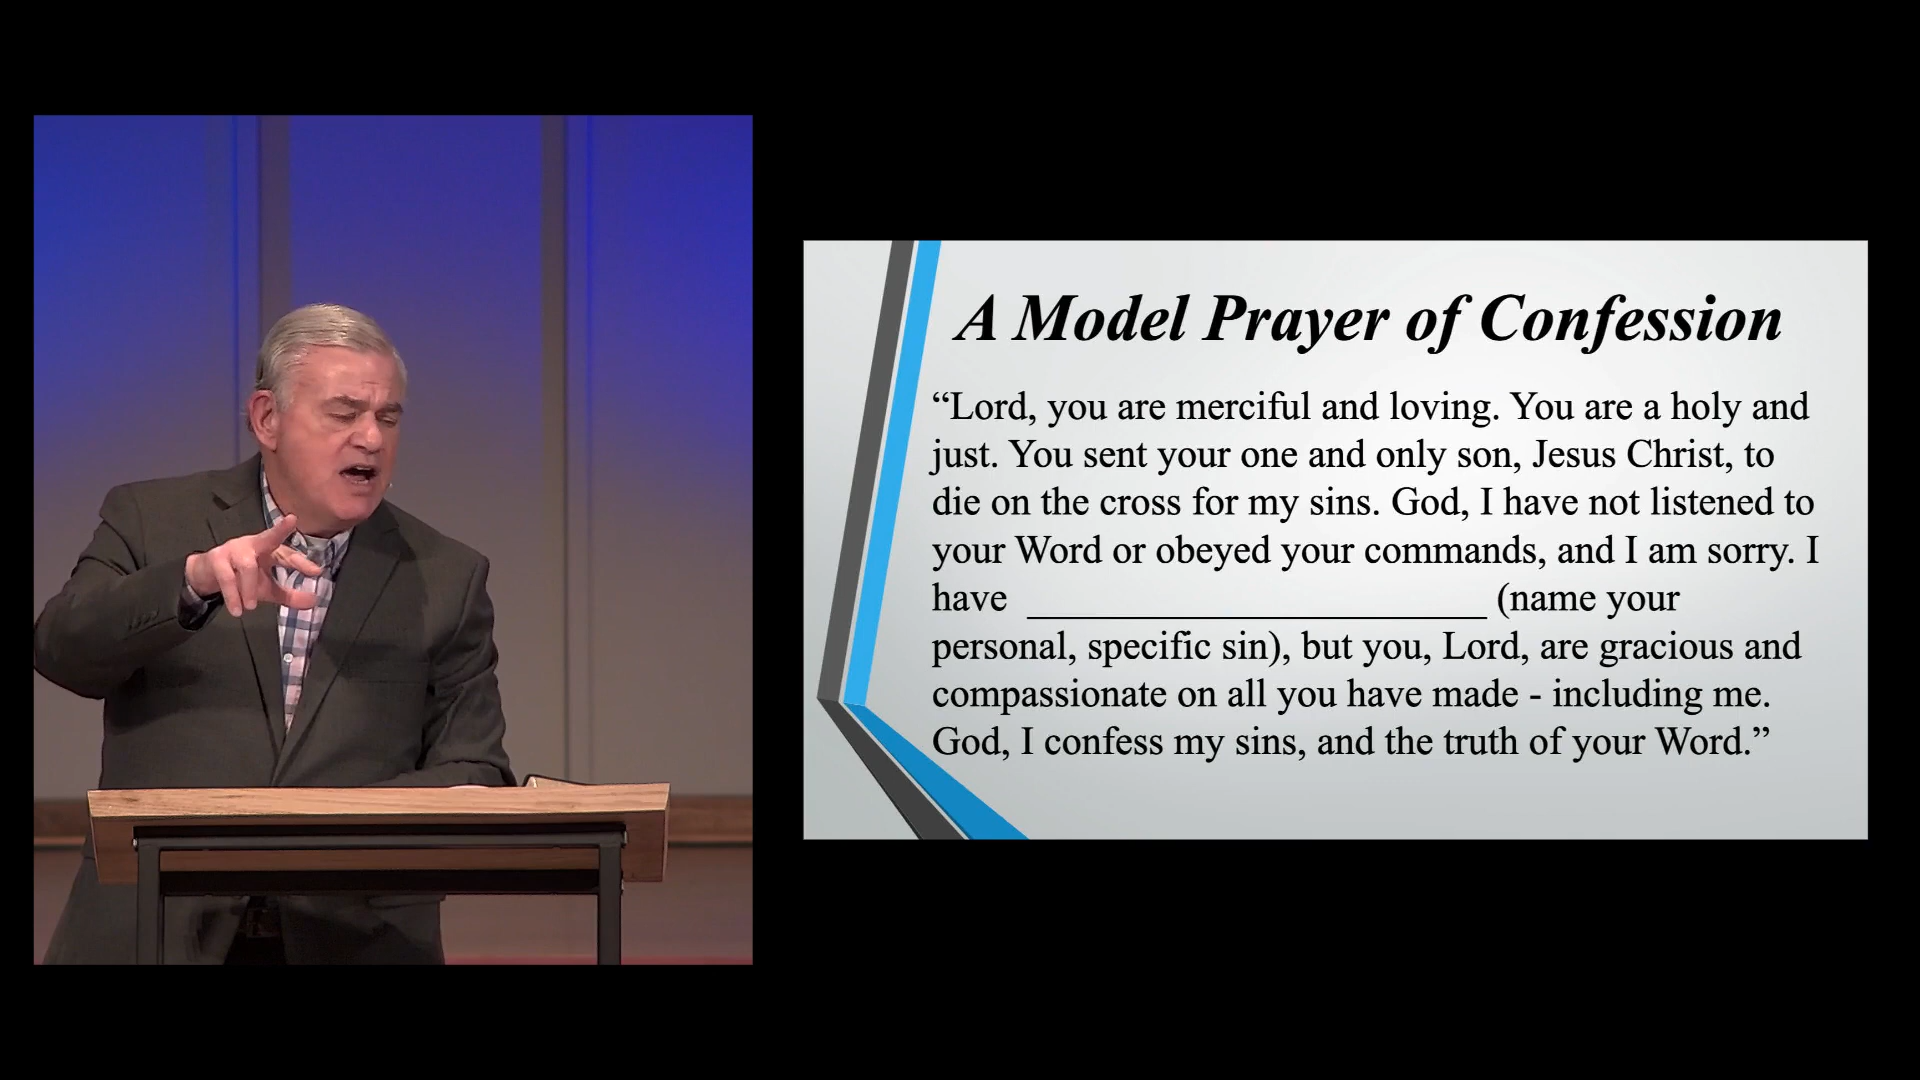 A Model Prayer of Confession
“Lord, you are merciful and loving. You are a holy and
just. You sent your one and only son, Jesus Christ, to
die on the cross for my sins. God, I have not listened to
your Word or obeyed your commands, and I am sorry. I
have _______________________ (name your
personal, specific sin), but you, Lord, are gracious and
compassionate on all you have made - including me.
God, I confess my sins, and the truth of your Word.”